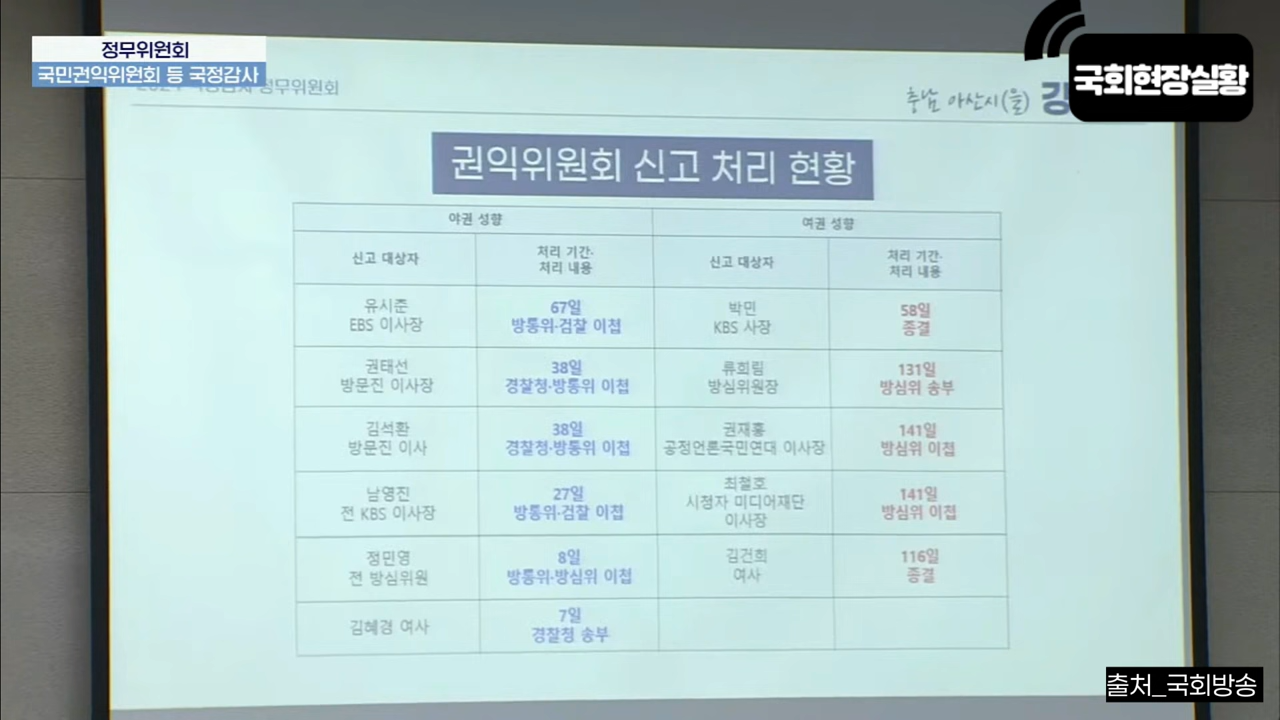 정무위원회
국민권익위원회 등 국정감사
국회현장실황
정무위원회
충남 아산시(을) 강
권익위원회 신고 처리 현황
야권 성향
여권 성향
신고 대상자
처리 기간·
처리 내용
신고 대상자
처리 기간·
처리 내용
유시춘
EBS 이사장
67일
방통위·검찰 이첩
박민
KBS 사장
58일
종결
권태선
방문진 이사장
38일
경찰청·방통위 이첩
류희림
방심위원장
131일
방심위 송부
김석환
방문진 이사
38일
경찰청·방통위 이첩
권재홍
공정언론국민연대 이사장
141일
방심위 이첩
남영진
전 KBS 이사장
27일
방통위·검찰 이첩
최철호
시청자 미디어재단
이사장
141일
방심위 이첩
정민영
전 방심위원
8일
방통위·방심위 이첩
김건희
여사
116일
종결
김혜경 여사
7일
경찰청 송부
출처_국회방송